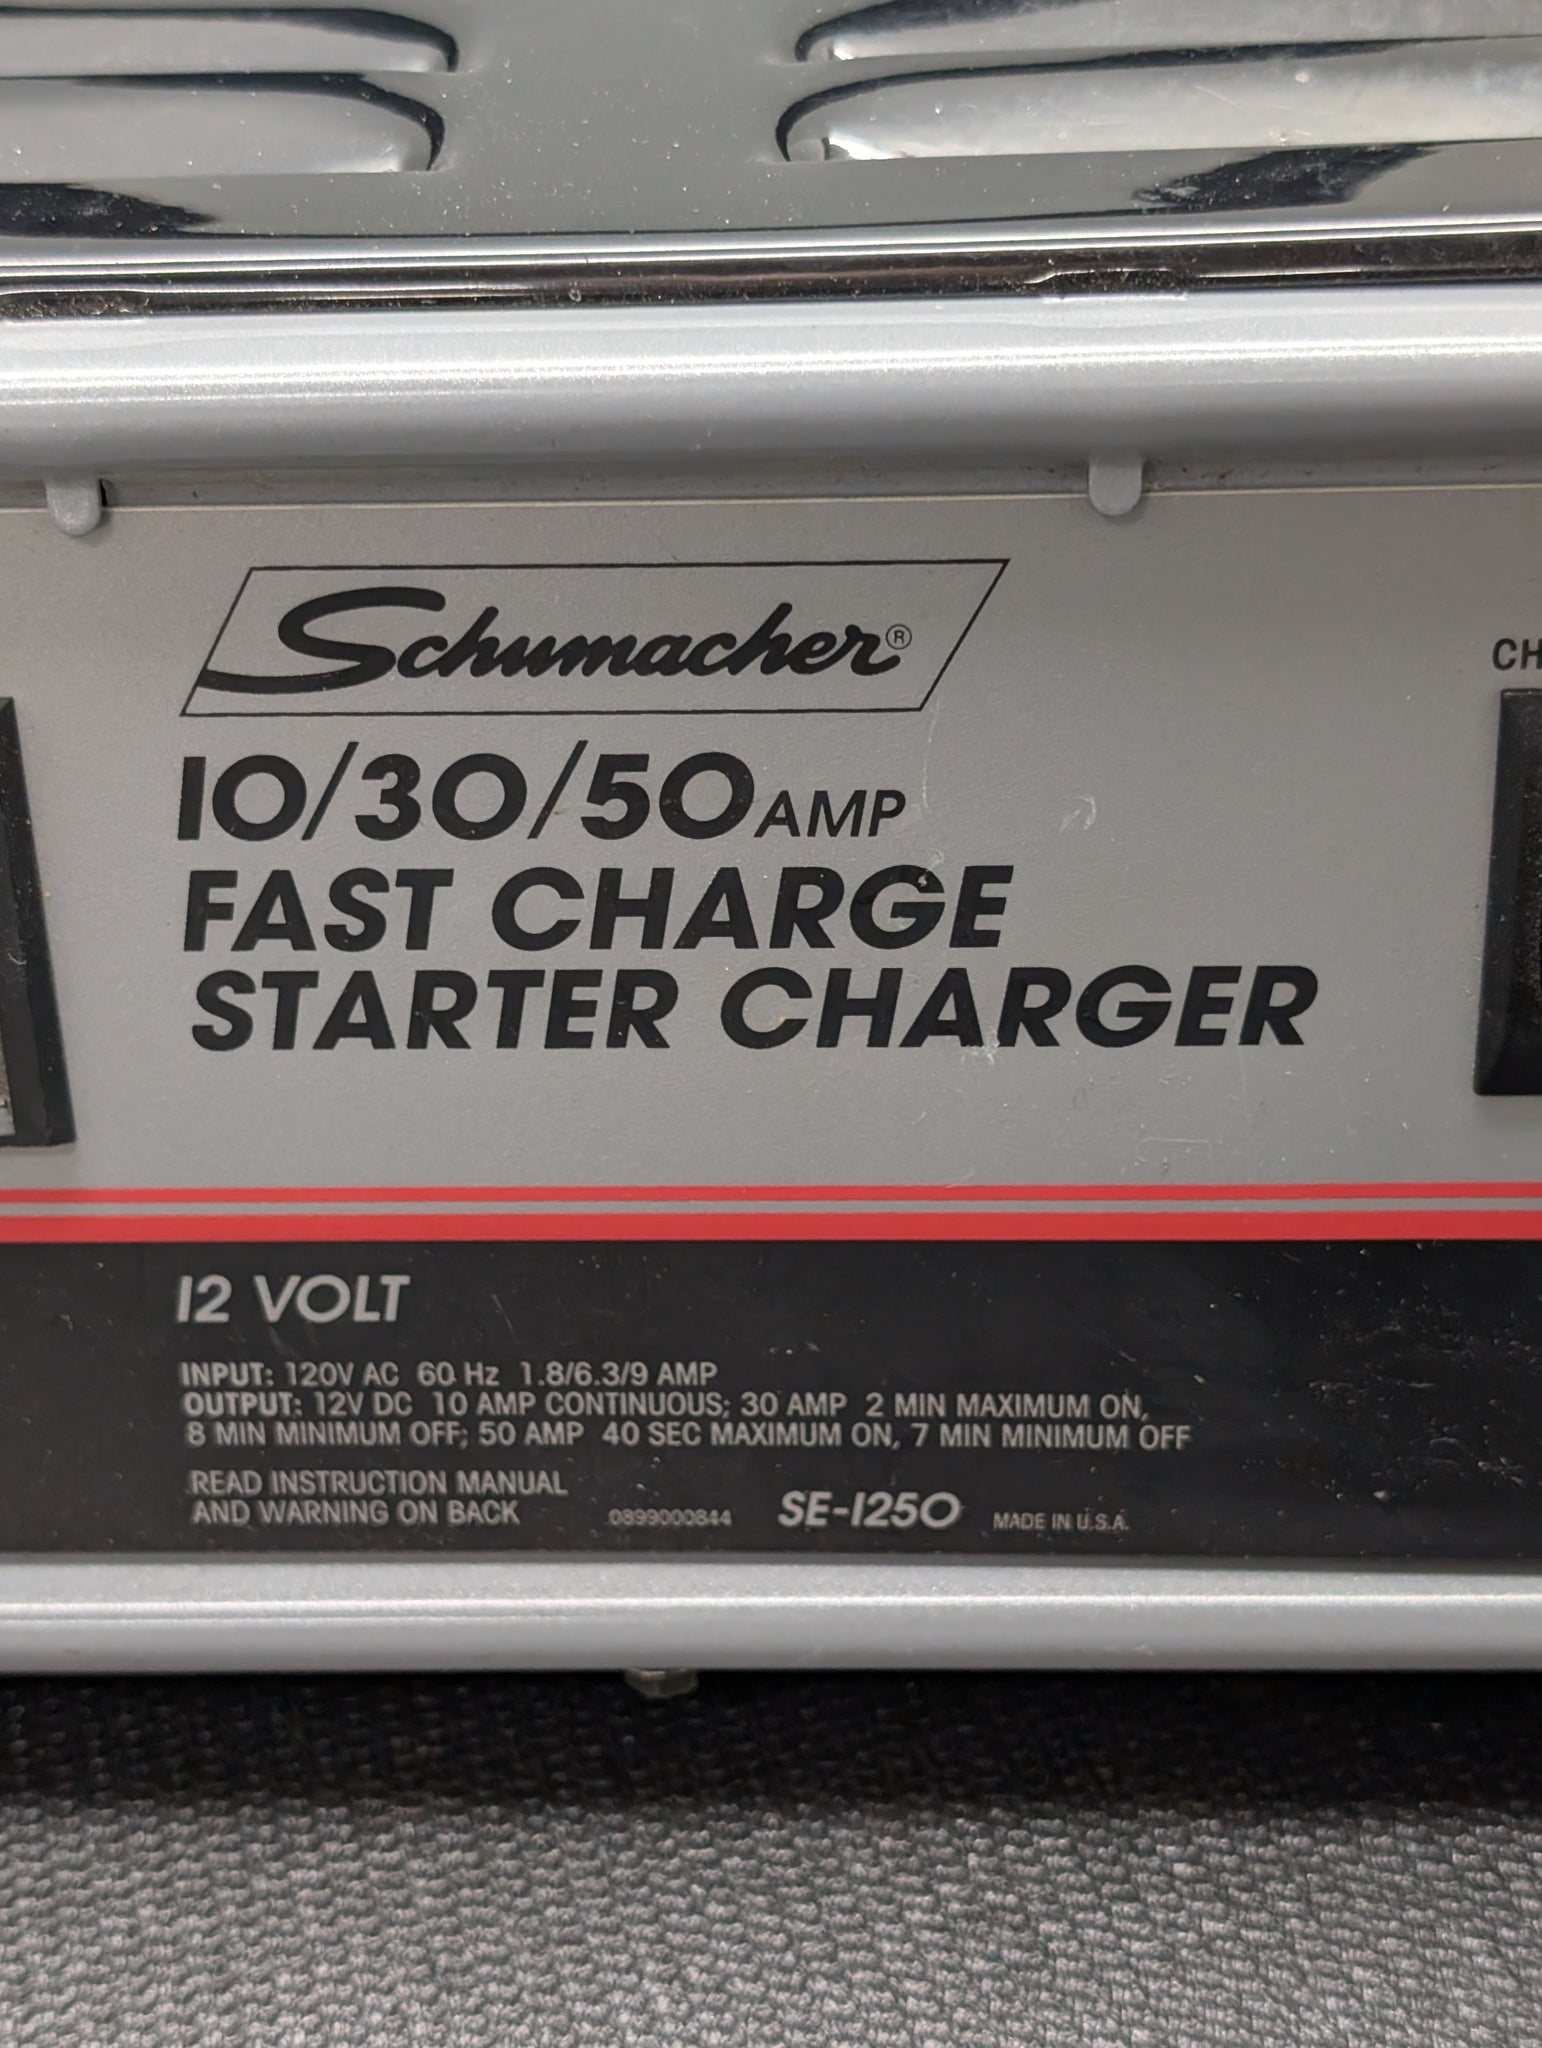 Schumacher®
CH
10/30/50 AMP
FAST CHARGE
STARTER CHARGER
12 VOLT
INPUT: 120V AC 60 Hz 1.8/6.3/9 AMP
OUTPUT: 12V DC 10 AMP CONTINUOUS; 30 AMP 2 MIN MAXIMUM ON,
8 MIN MINIMUM OFF; 50 AMP 40 SEC MAXIMUM ON, 7 MIN MINIMUM OFF
READ INSTRUCTION MANUAL
AND WARNING ON BACK 0899000844 SE-1250 MADE IN U.S.A.